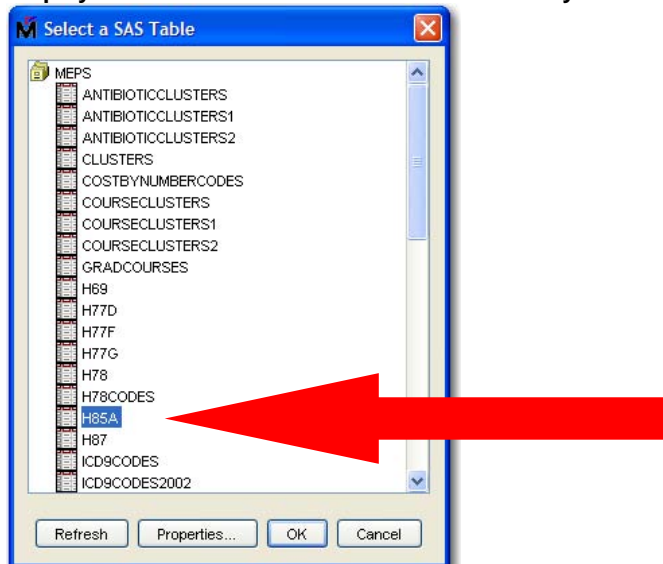 Select a SAS Table
MEPS
ANTIBIOTICCLUSTERS
ANTIBIOTICCLUSTERS1
ANTIBIOTICCLUSTERS2
CLUSTERS
COSTBYNUMBERCODES
COURSECLUSTERS
COURSECLUSTERS1
COURSECLUSTERS2
GRADCOURSES
H69
H77D
H77F
H77G
H78
H78CODES
H85A
H87
ICD9CODES
ICD9CODES2002
Refresh Properties... OK Cancel